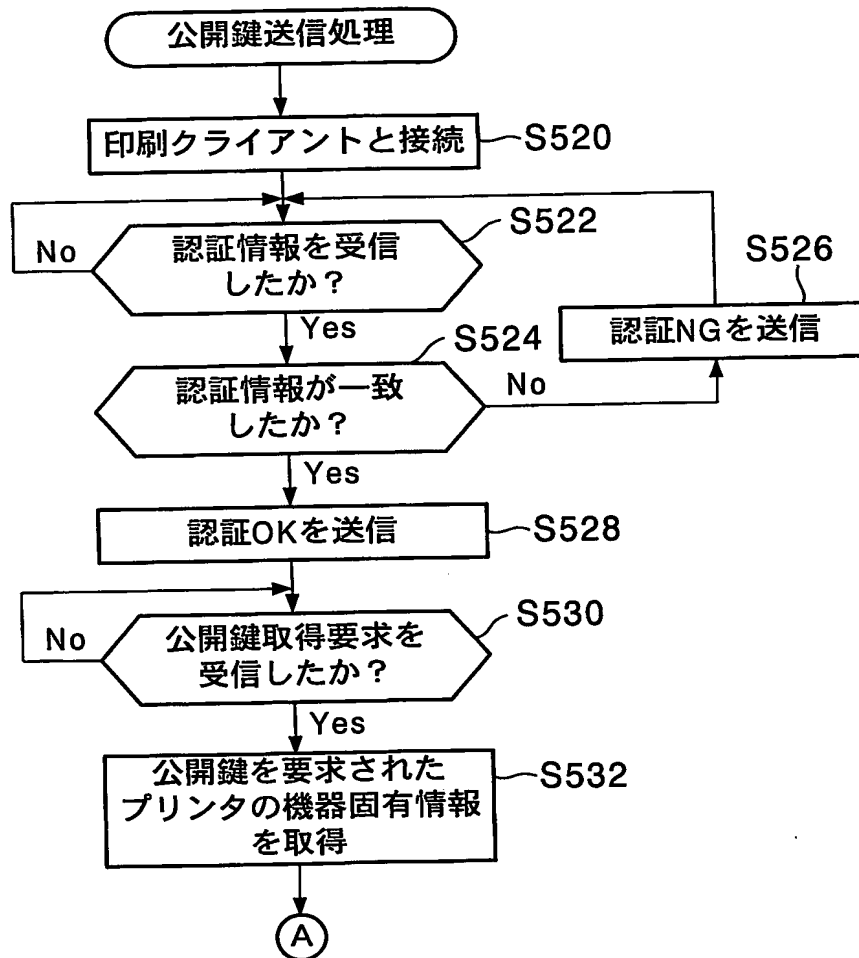 公開鍵送信処理
印刷クライアントと接続
S520
S522
No
認証情報を受信
したか？
S526
Yes
認証NGを送信
S524
認証情報が一致
したか？
No
Yes
認証OKを送信
S528
S530
No
公開鍵取得要求を
受信したか？
Yes
公開鍵を要求された
プリンタの機器固有情報
を取得
S532
A